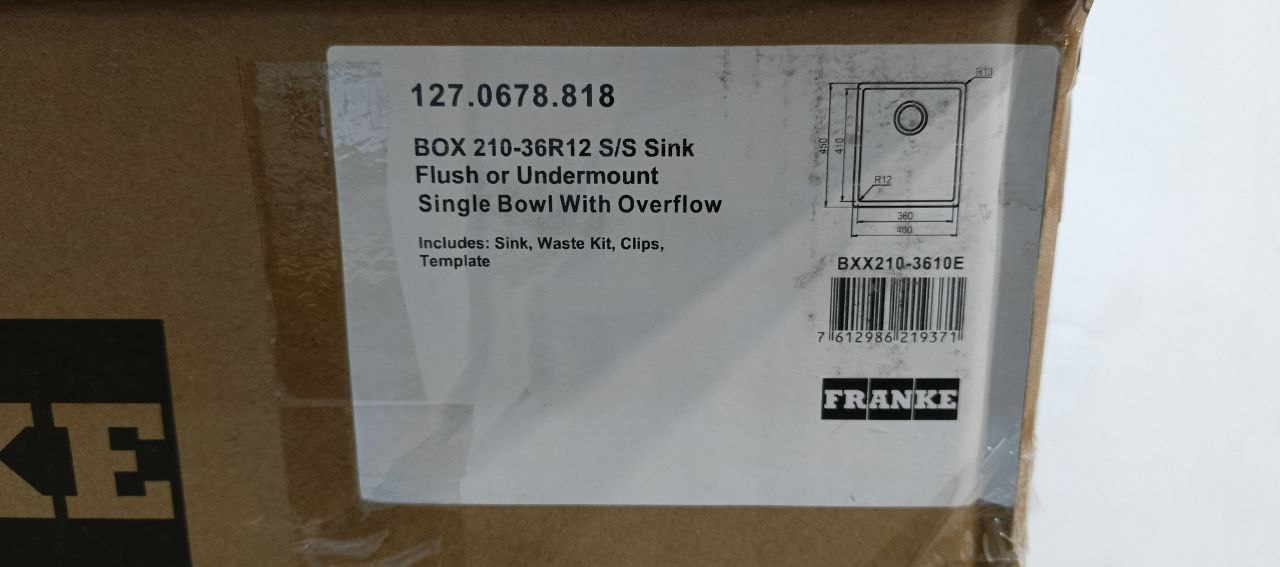 127.0678.818
BOX 210-36R12 S/S Sink
Flush or Undermount
Single Bowl With Overflow
Includes: Sink, Waste Kit, Clips,
Template
R13
450
410
R12
360
400
BXX210-3610E
7 612986 219371
FRANKE
KE